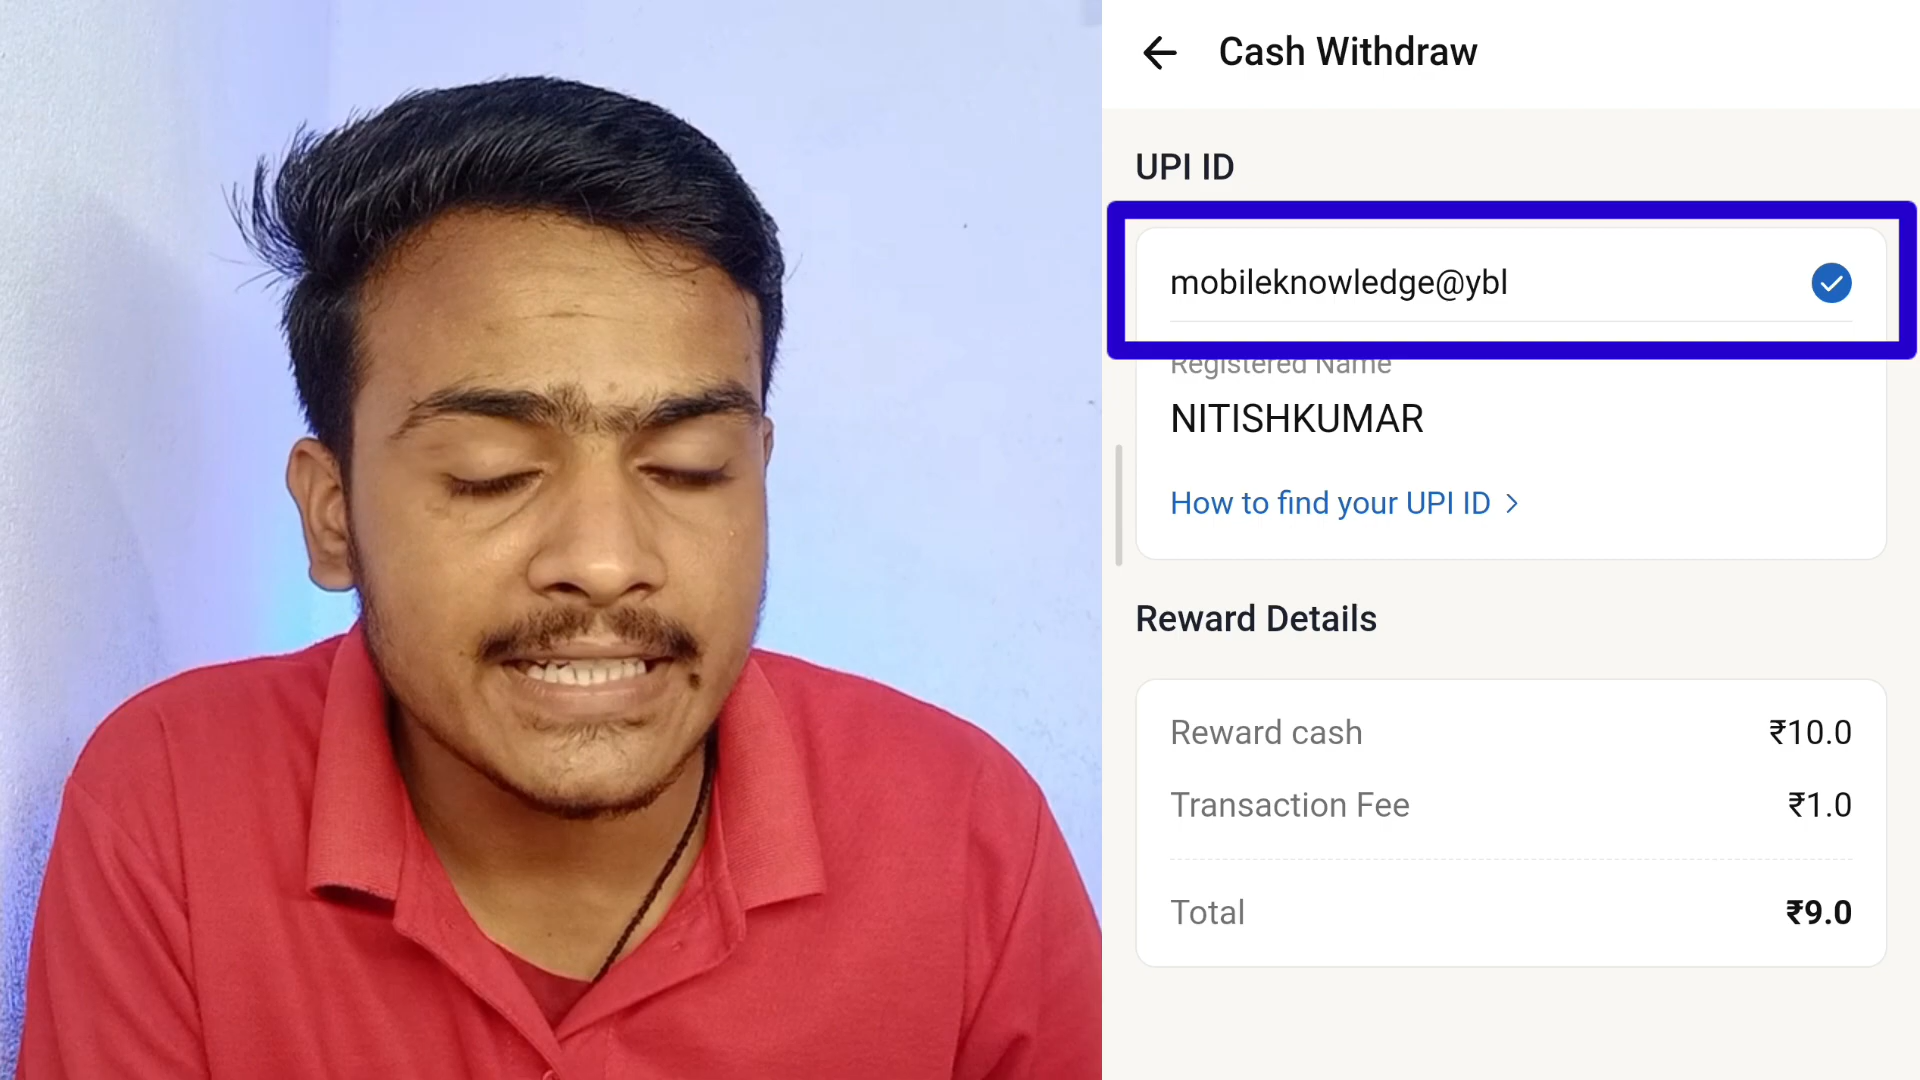 Cash Withdraw
UPI ID
mobileknowledge@ybl
Registered Name
NITISHKUMAR
How to find your UPI ID
Reward Details
Reward cash ₹10.0
Transaction Fee ₹1.0
Total ₹9.0